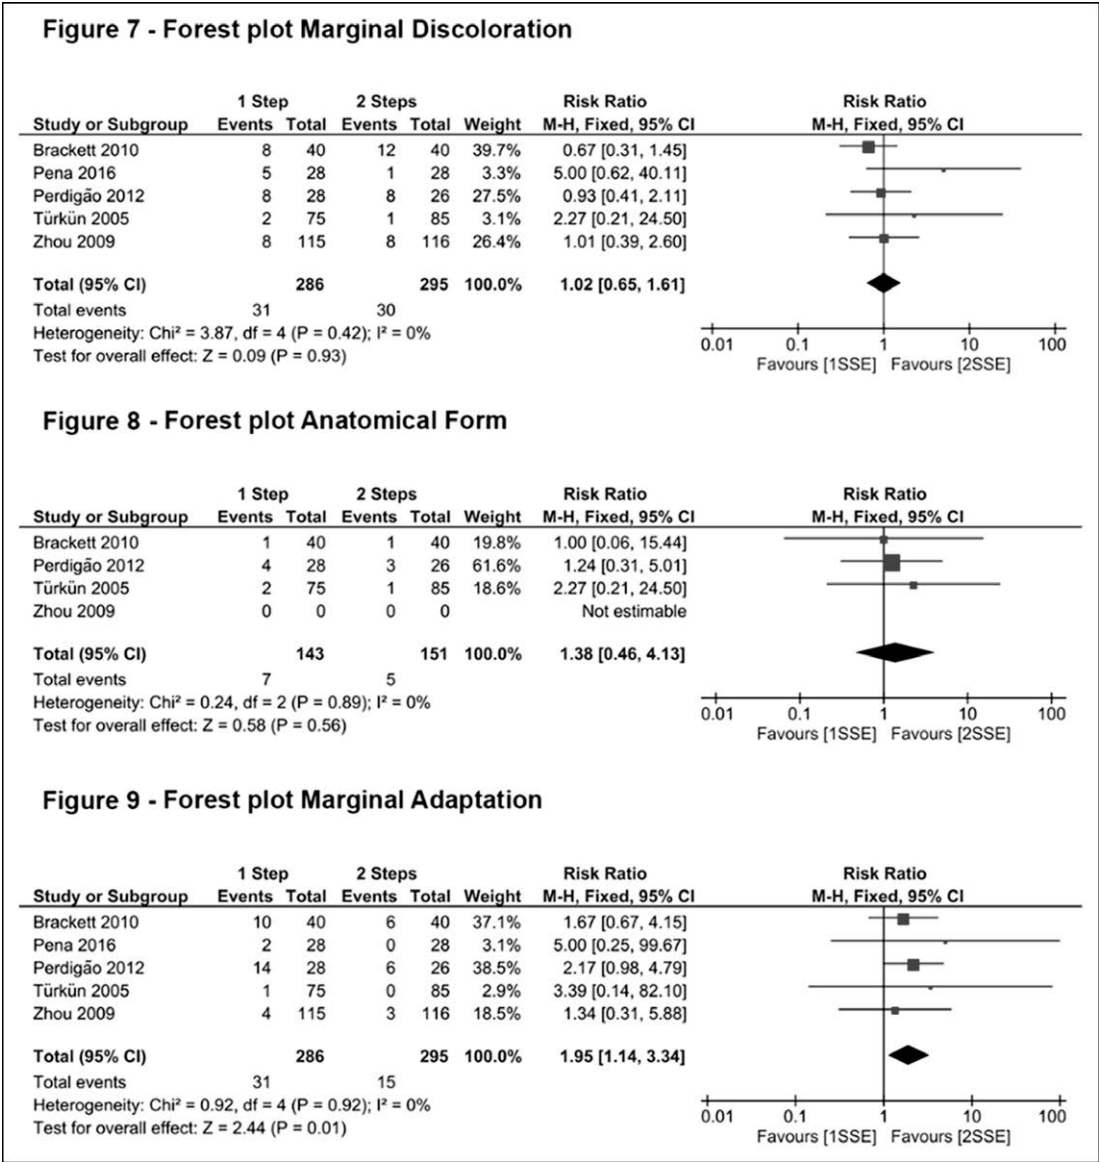 Figure 7 - Forest plot Marginal Discoloration
1 Step 2 Steps Risk Ratio Risk Ratio
Study or Subgroup Events Total Events Total Weight M-H, Fixed, 95% CI M-H, Fixed, 95% CI
Brackett 2010 8 40 12 40 39.7% 0.67 [0.31, 1.45]
Pena 2016 5 28 1 28 3.3% 5.00 [0.62, 40.11]
Perdigão 2012 8 28 8 26 27.5% 0.93 [0.41, 2.11]
Türkün 2005 2 75 1 85 3.1% 2.27 [0.21, 24.50]
Zhou 2009 8 115 8 116 26.4% 1.01 [0.39, 2.60]
Total (95% CI) 286 295 100.0% 1.02 [0.65, 1.61]
Total events 31 30
Heterogeneity: Chi² = 3.87, df = 4 (P = 0.42); I² = 0%
Test for overall effect: Z = 0.09 (P = 0.93)
0.01 0.1 1 10 100
Favours [1SSE] Favours [2SSE]
Figure 8 - Forest plot Anatomical Form
1 Step 2 Steps Risk Ratio Risk Ratio
Study or Subgroup Events Total Events Total Weight M-H, Fixed, 95% CI M-H, Fixed, 95% CI
Brackett 2010 1 40 1 40 19.8% 1.00 [0.06, 15.44]
Perdigão 2012 4 28 3 26 61.6% 1.24 [0.31, 5.01]
Türkün 2005 2 75 1 85 18.6% 2.27 [0.21, 24.50]
Zhou 2009 0 0 0 0 Not estimable
Total (95% CI) 143 151 100.0% 1.38 [0.46, 4.13]
Total events 7 5
Heterogeneity: Chi² = 0.24, df = 2 (P = 0.89); I² = 0%
Test for overall effect: Z = 0.58 (P = 0.56)
0.01 0.1 1 10 100
Favours [1SSE] Favours [2SSE]
Figure 9 - Forest plot Marginal Adaptation
1 Step 2 Steps Risk Ratio Risk Ratio
Study or Subgroup Events Total Events Total Weight M-H, Fixed, 95% CI M-H, Fixed, 95% CI
Brackett 2010 10 40 6 40 37.1% 1.67 [0.67, 4.15]
Pena 2016 2 28 0 28 3.1% 5.00 [0.25, 99.67]
Perdigão 2012 14 28 6 26 38.5% 2.17 [0.98, 4.79]
Türkün 2005 1 75 0 85 2.9% 3.39 [0.14, 82.10]
Zhou 2009 4 115 3 116 18.5% 1.34 [0.31, 5.88]
Total (95% CI) 286 295 100.0% 1.95 [1.14, 3.34]
Total events 31 15
Heterogeneity: Chi² = 0.92, df = 4 (P = 0.92); I² = 0%
Test for overall effect: Z = 2.44 (P = 0.01)
0.01 0.1 1 10 100
Favours [1SSE] Favours [2SSE]